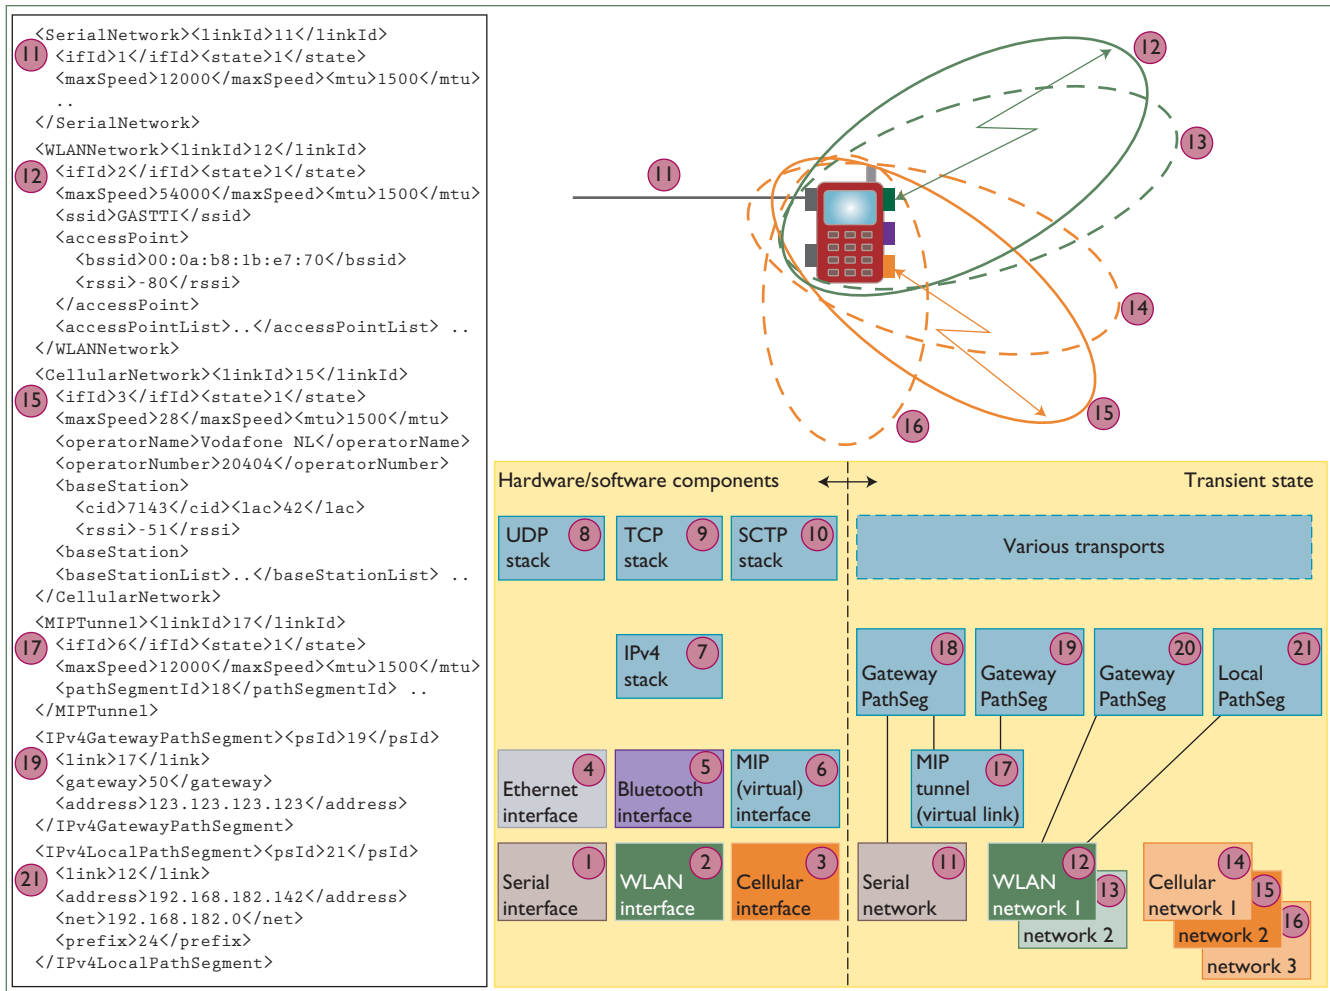 <SerialNetwork><linkId>11</linkId>
11
<ifId>1</ifId><state>1</state>
<maxSpeed>12000</maxSpeed><mtu>1500</mtu>
..
</SerialNetwork>
<WLANNetwork><linkId>12</linkId>
12
<ifId>2</ifId><state>1</state>
<maxSpeed>54000</maxSpeed><mtu>1500</mtu>
<ssid>GASTTI</ssid>
<accessPoint>
<bssid>00:0a:b8:1b:e7:70</bssid>
<rssi>-80</rssi>
</accessPoint>
<accessPointList>..</accessPointList> ..
</WLANNetwork>
<CellularNetwork><linkId>15</linkId>
15
<ifId>3</ifId><state>1</state>
<maxSpeed>28</maxSpeed><mtu>1500</mtu>
<operatorName>Vodafone NL</operatorName>
<operatorNumber>20404</operatorNumber>
<baseStation>
<cid>7143</cid><lac>42</lac>
<rssi>-51</rssi>
<baseStation>
<baseStationList>..</baseStationList> ..
</CellularNetwork>
<MIPTunnel><linkId>17</linkId>
17
<ifId>6</ifId><state>1</state>
<maxSpeed>12000</maxSpeed><mtu>1500</mtu>
<pathSegmentId>18</pathSegmentId> ..
</MIPTunnel>
<IPv4GatewayPathSegment><psId>19</psId>
19
<link>17</link>
<gateway>50</gateway>
<address>123.123.123.123</address>
</IPv4GatewayPathSegment>
<IPv4LocalPathSegment><psId>21</psId>
21
<link>12</link>
<address>192.168.182.142</address>
<net>192.168.182.0</net>
<prefix>24</prefix>
</IPv4LocalPathSegment>
12
13
11
14
15
16
Hardware/software components
Transient state
UDP
stack
8
TCP
stack
9
SCTP
stack
10
Various transports
IPv4
stack
7
18
Gateway
PathSeg
19
Gateway
PathSeg
20
Gateway
PathSeg
21
Local
PathSeg
4
Ethernet
interface
5
Bluetooth
interface
6
MIP
(virtual)
interface
MIP
tunnel
(virtual link)
17
1
Serial
interface
2
WLAN
interface
3
Cellular
interface
11
Serial
network
12
WLAN
network 1
13
network 2
14
Cellular
network 1
15
network 2
16
network 3